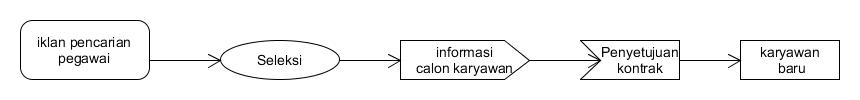 iklan pencarian
pegawai
Seleksi
informasi
calon karyawan
Penyetujuan
kontrak
karyawan
baru